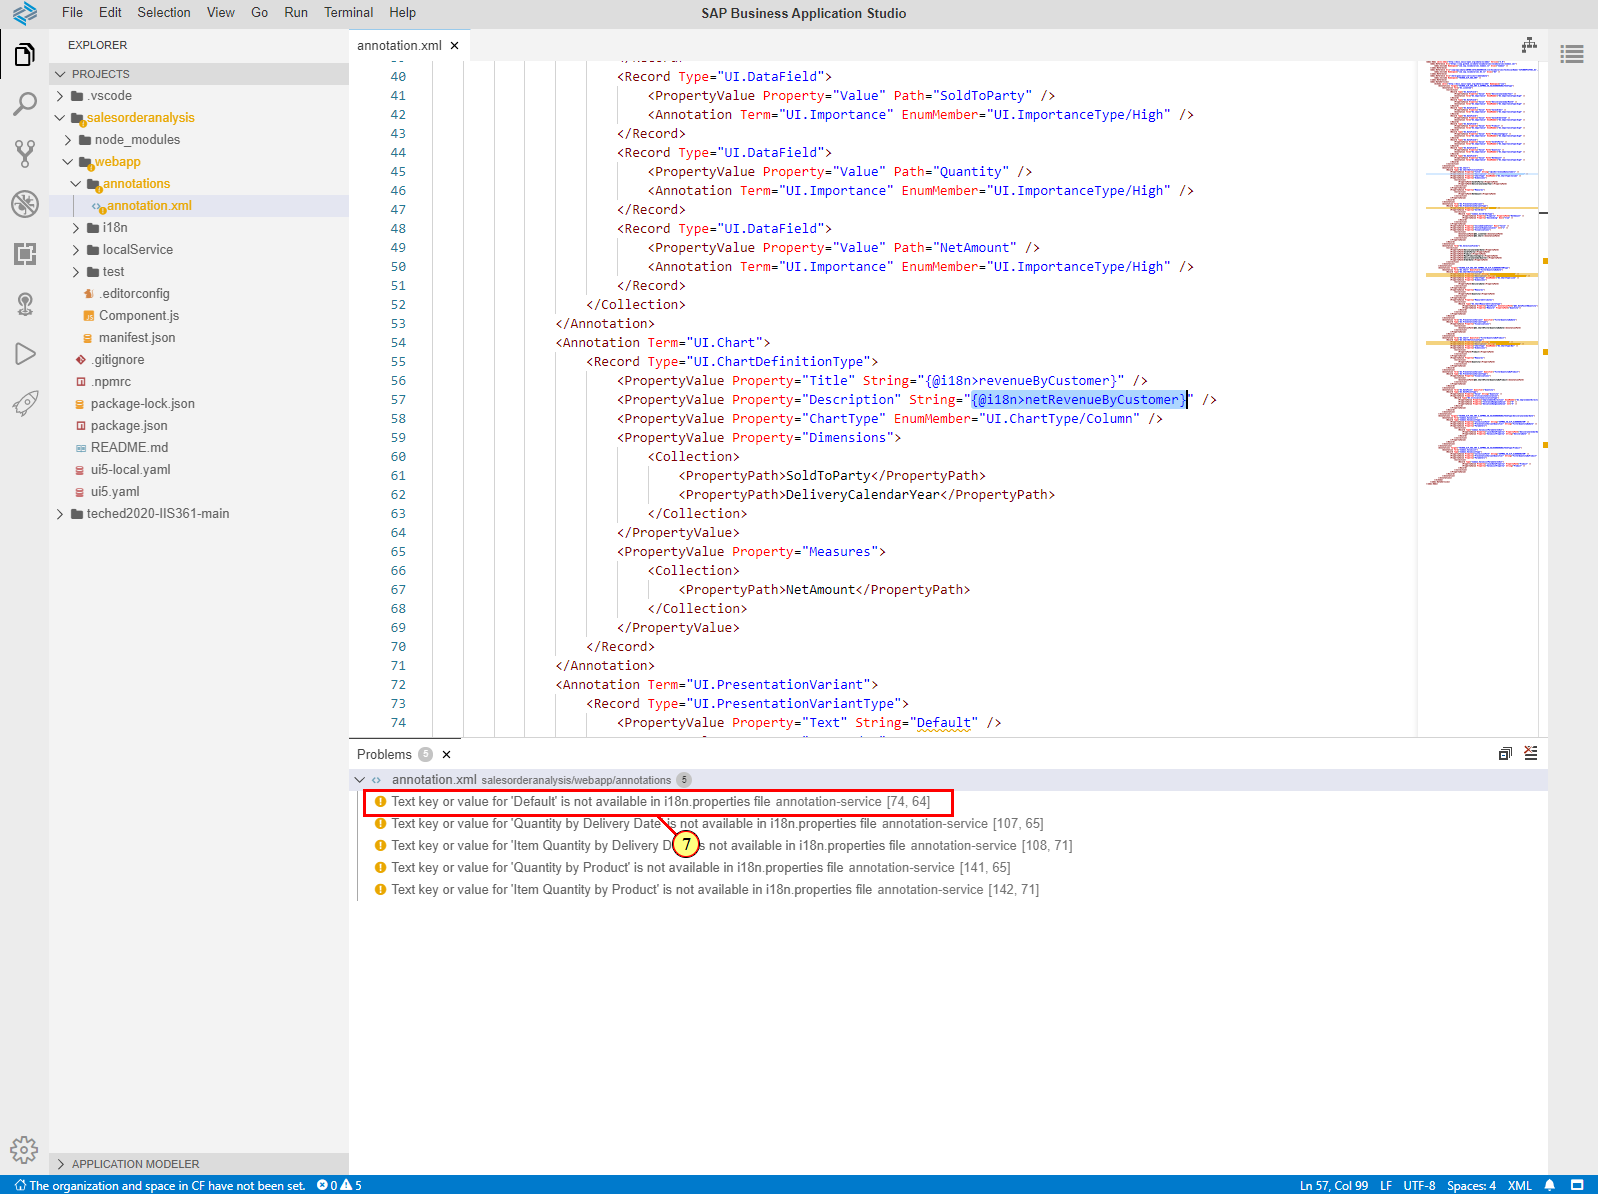 File Edit Selection View Go Run Terminal Help
SAP Business Application Studio
EXPLORER
PROJECTS
.vscode
salesorderanalysis
node_modules
webapp
annotations
annotation.xml
i18n
localService
test
.editorconfig
Component.js
manifest.json
.gitignore
.npmrc
package-lock.json
package.json
README.md
ui5-local.yaml
ui5.yaml
teched2020-IIS361-main
APPLICATION MODELER
annotation.xml
40 <Record Type="UI.DataField">
41 <PropertyValue Property="Value" Path="SoldToParty" />
42 <Annotation Term="UI.Importance" EnumMember="UI.ImportanceType/High" />
43 </Record>
44 <Record Type="UI.DataField">
45 <PropertyValue Property="Value" Path="Quantity" />
46 <Annotation Term="UI.Importance" EnumMember="UI.ImportanceType/High" />
47 </Record>
48 <Record Type="UI.DataField">
49 <PropertyValue Property="Value" Path="NetAmount" />
50 <Annotation Term="UI.Importance" EnumMember="UI.ImportanceType/High" />
51 </Record>
52 </Collection>
53 </Annotation>
54 <Annotation Term="UI.Chart">
55 <Record Type="UI.ChartDefinitionType">
56 <PropertyValue Property="Title" String="{@i18n>revenueByCustomer}" />
57 <PropertyValue Property="Description" String="{@i18n>netRevenueByCustomer}" />
58 <PropertyValue Property="ChartType" EnumMember="UI.ChartType/Column" />
59 <PropertyValue Property="Dimensions">
60 <Collection>
61 <PropertyPath>SoldToParty</PropertyPath>
62 <PropertyPath>DeliveryCalendarYear</PropertyPath>
63 </Collection>
64 </PropertyValue>
65 <PropertyValue Property="Measures">
66 <Collection>
67 <PropertyPath>NetAmount</PropertyPath>
68 </Collection>
69 </PropertyValue>
70 </Record>
71 </Annotation>
72 <Annotation Term="UI.PresentationVariant">
73 <Record Type="UI.PresentationVariantType">
74 <PropertyValue Property="Text" String="Default" />
Problems 5
annotation.xml salesorderanalysis/webapp/annotations 5
Text key or value for 'Default' is not available in i18n.properties file annotation-service [74, 64]
Text key or value for 'Quantity by Delivery Date' is not available in i18n.properties file annotation-service [107, 65]
Text key or value for 'Item Quantity by Delivery D s not available in i18n.properties file annotation-service [108, 71]
7
Text key or value for 'Quantity by Product' is not available in i18n.properties file annotation-service [141, 65]
Text key or value for 'Item Quantity by Product' is not available in i18n.properties file annotation-service [142, 71]
The organization and space in CF have not been set. 0 5
Ln 57, Col 99 LF UTF-8 Spaces: 4 XML